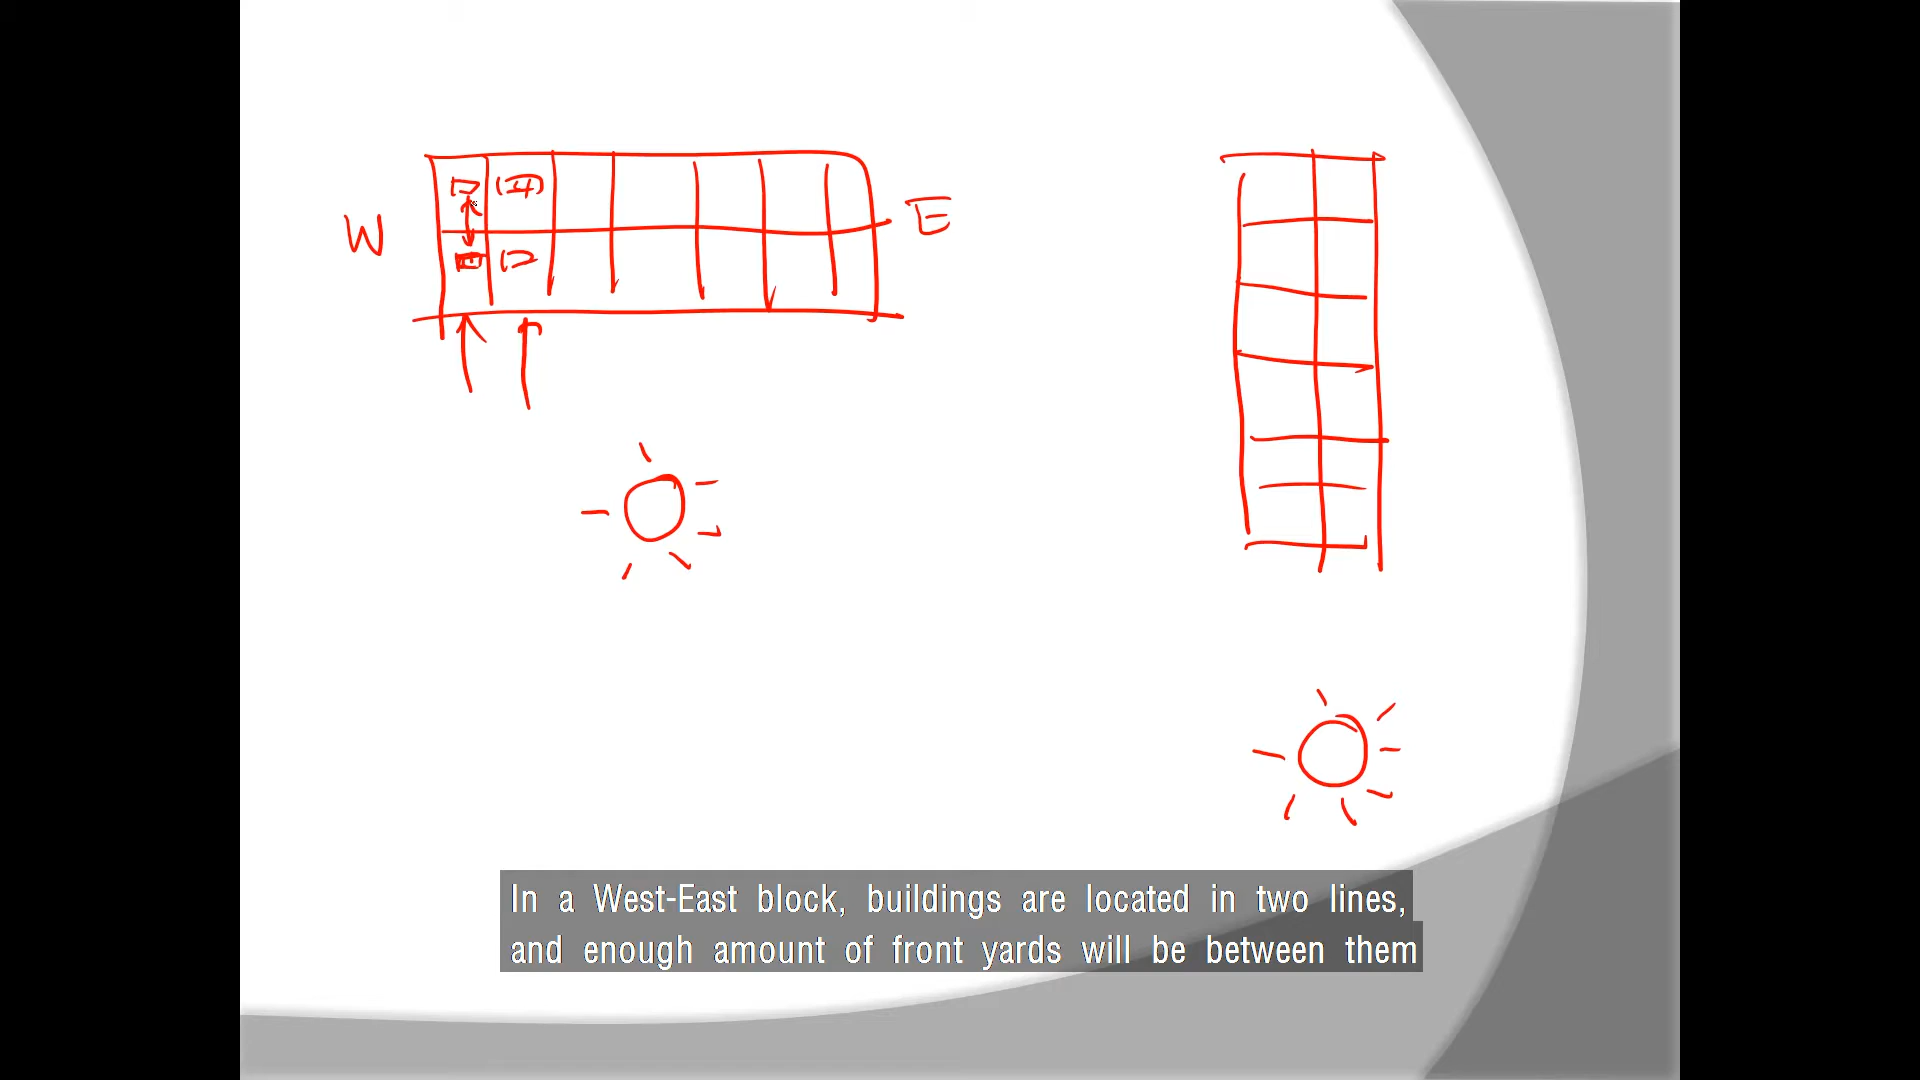 W
E
In a West-East block, buildings are located in two lines,
and enough amount of front yards will be between them